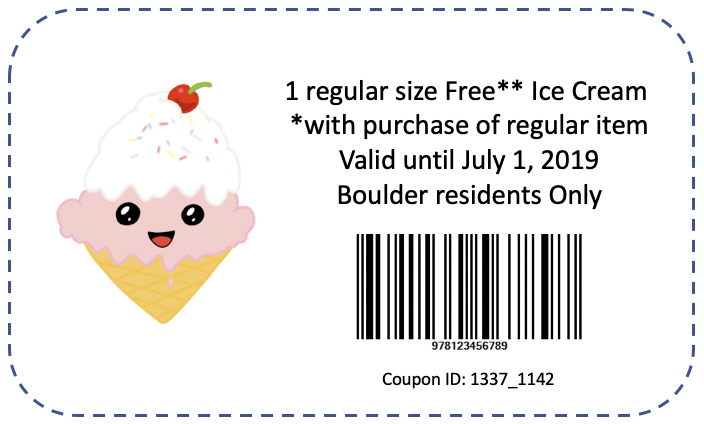 1 regular size Free** Ice Cream
*with purchase of regular item
Valid until July 1, 2019
Boulder residents Only
978123456789
Coupon ID: 1337_1142